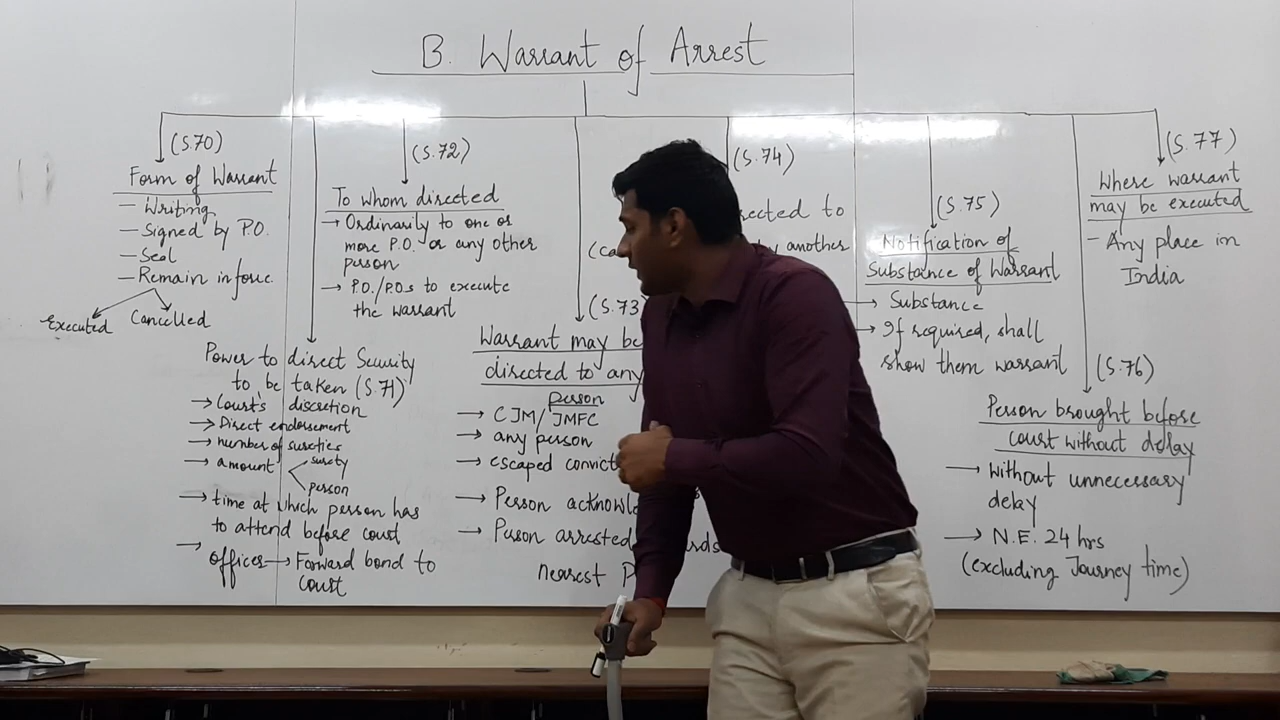 B. Warrant of Arrest
(S.70)
Form of Warrant
– Writing
– Signed by P.O.
– Seal
– Remain in force
Executed Cancelled
Power to direct Security
to be taken (S.71)
→ Court's discretion
→ Direct endorsement
→ number of sureties
→ amount
surety
person
→ time at which person has
to attend before court
→ officer → Forward bond to
court
(S.72)
To whom directed
→ Ordinarily to one or
more P.O. or any other
person
→ P.O./P.O.s to execute
the warrant
(S.73
Warrant may be
directed to any
person
→ CJM/JMFC
→ any person
→ escaped convict
→ Person
→ Person arrested
nearest P
(S.74)
to
another
(S.75)
Notification of
Substance of Warrant
→ Substance
→ If required, shall
show them warrant
(S.76)
Person brought before
court without delay
→ Without unnecessary
delay
→ N.E. 24 hrs
(excluding Journey time)
(S.77)
Where warrant
may be executed
– Any place in
India